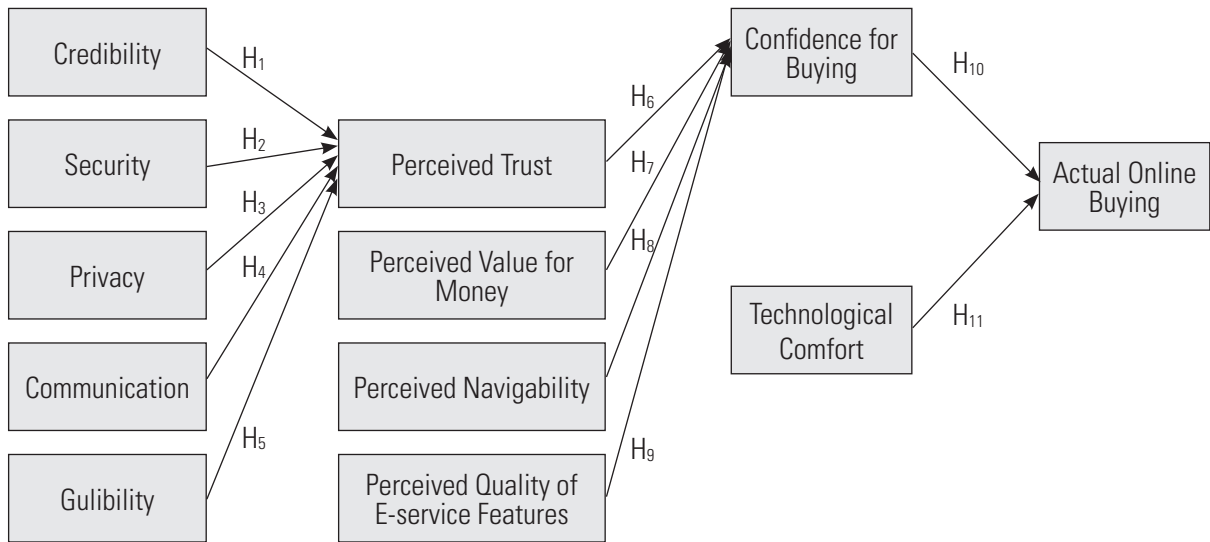 Credibility
Security
Privacy
Communication
Gulibility
H1
H2
H3
H4
H5
Perceived Trust
Perceived Value for
Money
Perceived Navigability
Perceived Quality of
E-service Features
H6
H7
H8
H9
Confidence for
Buying
Technological
Comfort
H10
H11
Actual Online
Buying